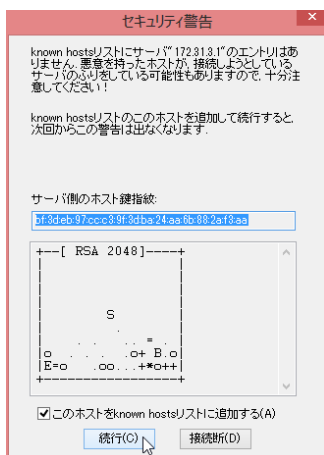 セキュリティ警告
known hostsリストにサーバ"172.31.3.1"のエントリはあ
りません. 悪意を持ったホストが, 接続しようとしている
サーバのふりをしている可能性もありますので, 十分注
意してください!
known hostsリストのこのホストを追加して続行すると,
次回からこの警告は出なくなります.
サーバ側のホスト鍵指紋:
bf:3d:eb:97:cc:c3:9f:3d:ba:24:aa:6b:88:2a:f3:aa
+--[ RSA 2048]----+
|                 |
|                 |
|                 |
|                 |
|        S        |
|         .       |
|    .  . .. = .  |
|o    . . .o+ B.o|
|E=o   .oo...+*o++|
+-----------------+
このホストをknown hostsリストに追加する(A)
続行(C)
接続断(D)